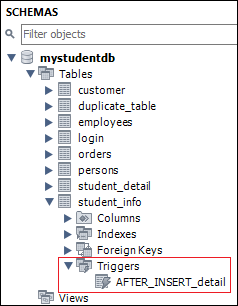 SCHEMAS
Filter objects
mystudentdb
Tables
customer
duplicate_table
employees
login
orders
persons
student_detail
student_info
Columns
Indexes
Foreign Keys
Triggers
AFTER_INSERT_detail
Views